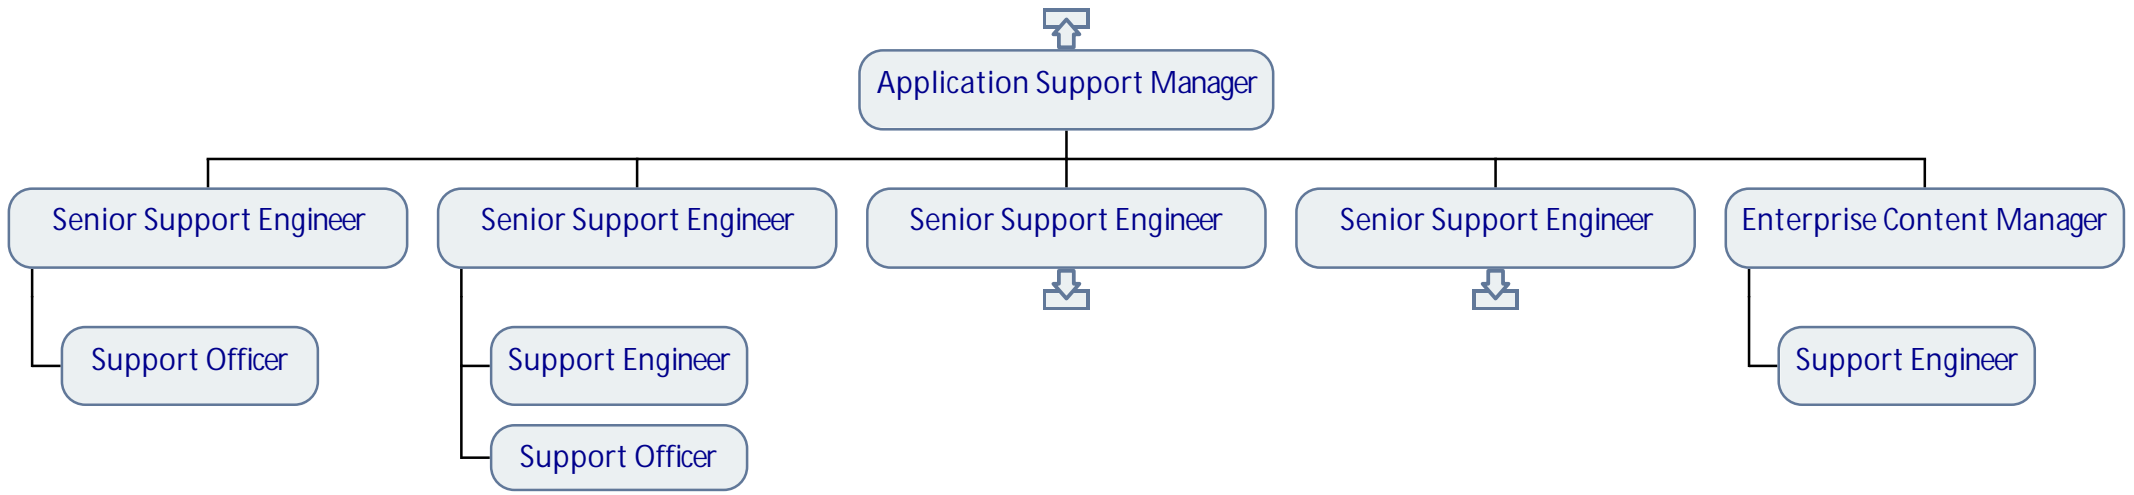 Application Support Manager
Senior Support Engineer
Senior Support Engineer
Senior Support Engineer
Senior Support Engineer
Enterprise Content Manager
Support Officer
Support Engineer
Support Engineer
Support Officer